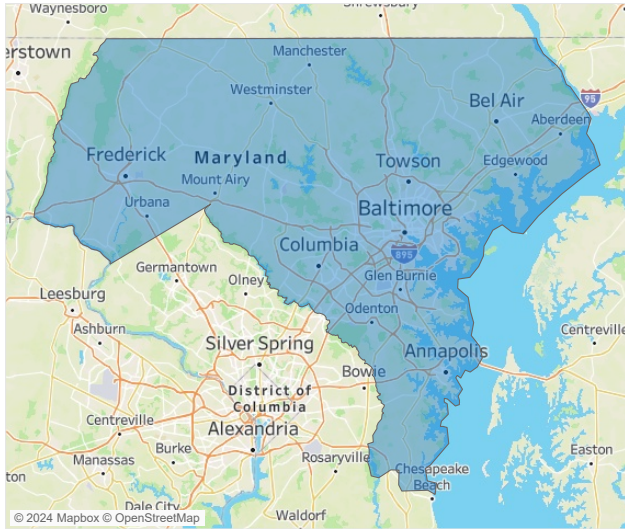 Waynesboro
Shrewsbury
erstown
Manchester
Westminster
Bel Air
95
Aberdeen
Frederick
Maryland
Towson
Edgewood
Mount Airy
Urbana
Baltimore
Columbia
895
Germantown
Olney
Glen Burnie
Leesburg
Odenton
Ashburn
Centreville
Silver Spring
Annapolis
Bowie
District of
Columbia
Centreville
Alexandria
Burke
Rosaryville
Easton
Manassas
Chesapeake
Beach
ton
Dale City
Waldorf
© 2024 Mapbox © OpenStreetMap